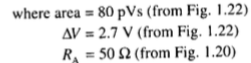 where area = 80 pVs (from Fig. 1.22)
ΔV = 2.7 V (from Fig. 1.22)
R_A = 50 Ω (from Fig. 1.20)